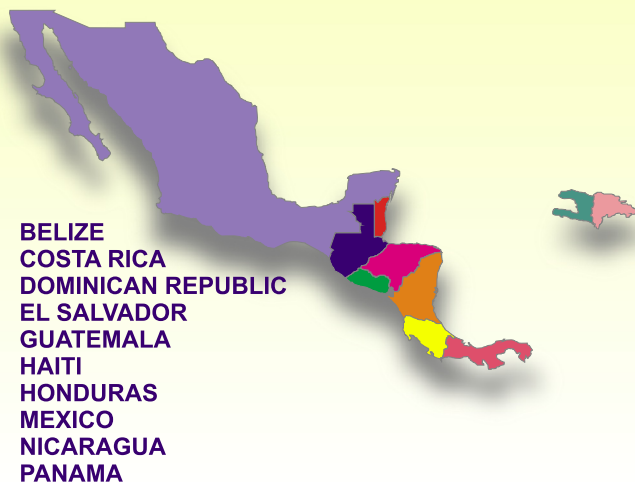 BELIZE
COSTA RICA
DOMINICAN REPUBLIC
EL SALVADOR
GUATEMALA
HAITI
HONDURAS
MEXICO
NICARAGUA
PANAMA